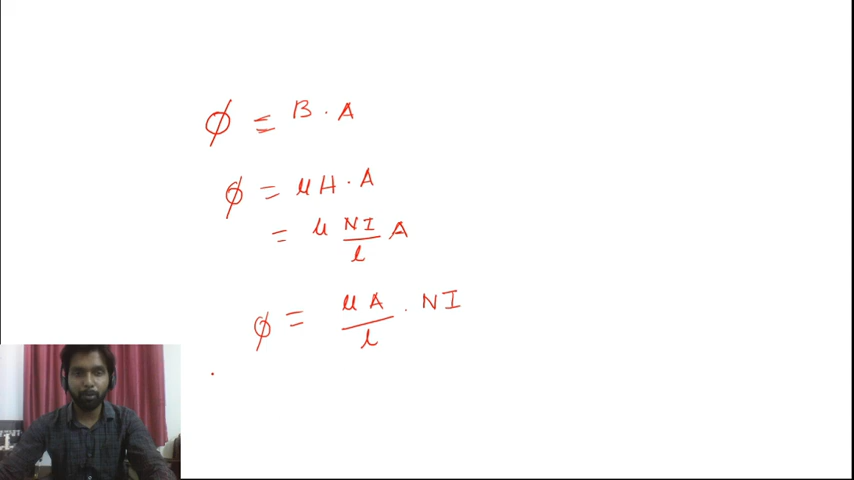 ϕ = B · A
ϕ = μH · A
= μ NI/l A
ϕ = μA/l · NI